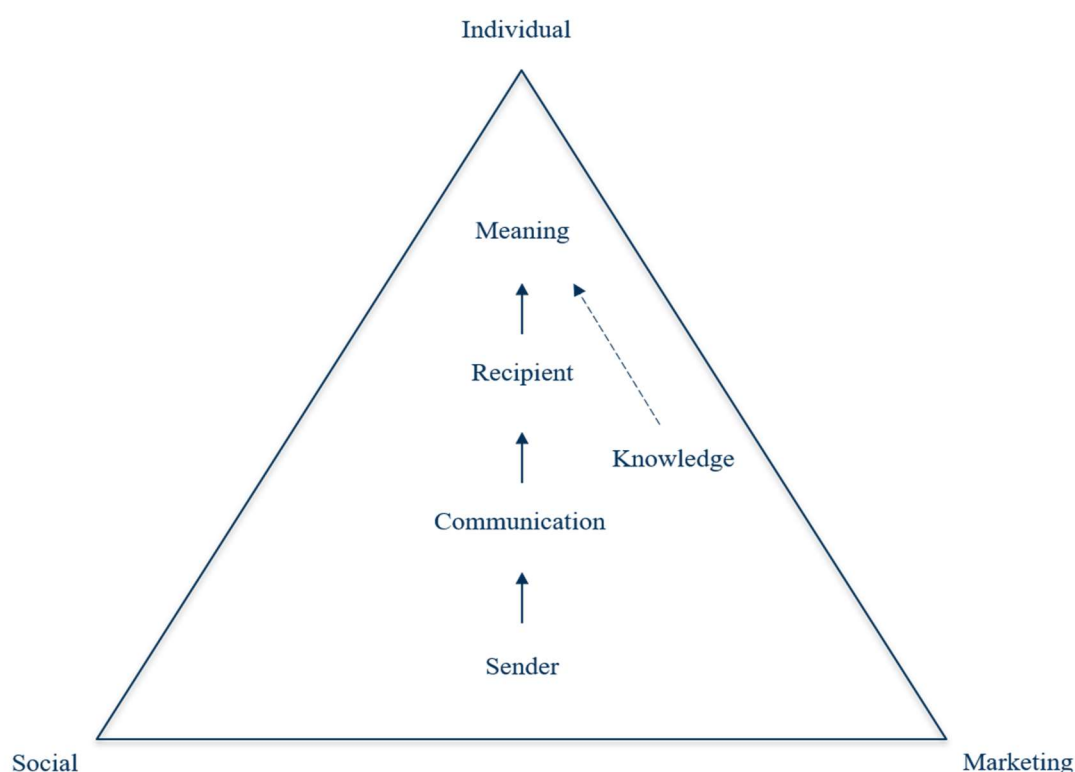 Individual
Meaning
Recipient
Knowledge
Communication
Sender
Social
Marketing